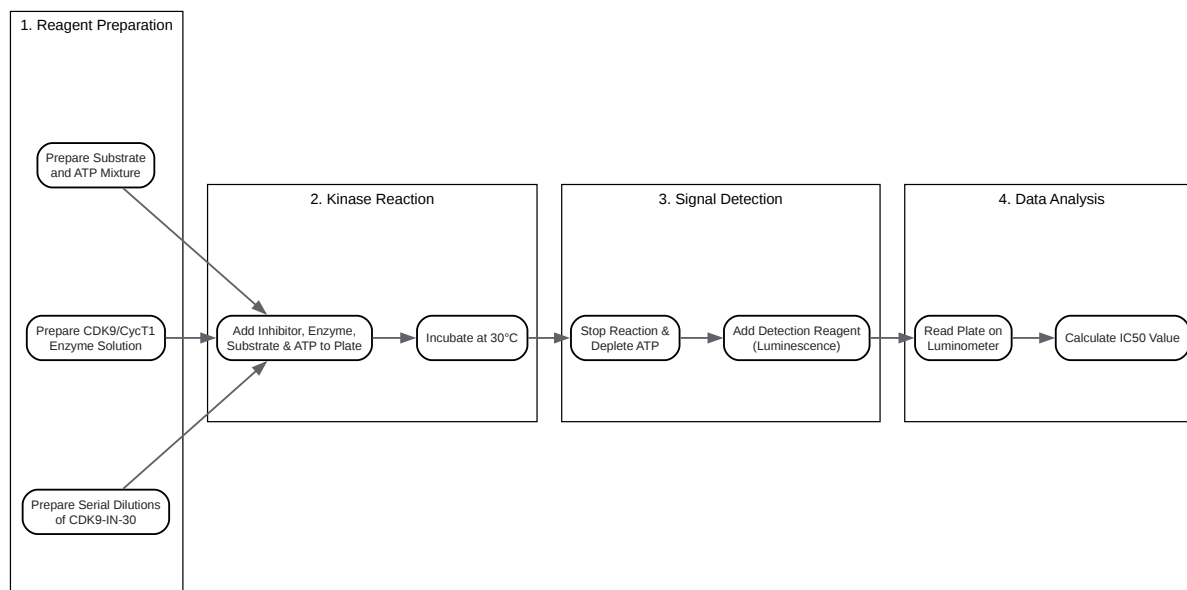 1. Reagent Preparation
Prepare Substrate
and ATP Mixture
Prepare CDK9/CycT1
Enzyme Solution
Prepare Serial Dilutions
of CDK9-IN-30
2. Kinase Reaction
Add Inhibitor, Enzyme,
Substrate & ATP to Plate
Incubate at 30°C
3. Signal Detection
Stop Reaction &
Deplete ATP
Add Detection Reagent
(Luminescence)
4. Data Analysis
Read Plate on
Luminometer
Calculate IC50 Value